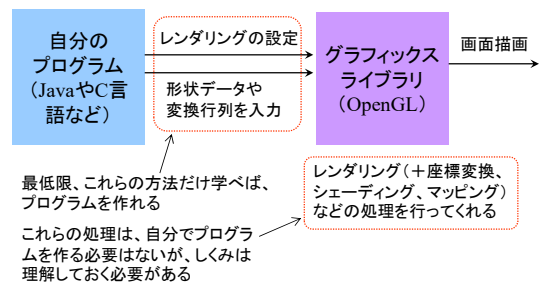 自分の
プログラム
（JavaやC言
語など）
レンダリングの設定
形状データや
変換行列を入力
グラフィックス
ライブラリ
（OpenGL）
画面描画
最低限、これらの方法だけ学べば、
プログラムを作れる
レンダリング（＋座標変換、
シェーディング、マッピング）
などの処理を行ってくれる
これらの処理は、自分でプログラ
ムを作る必要はないが、しくみは
理解しておく必要がある